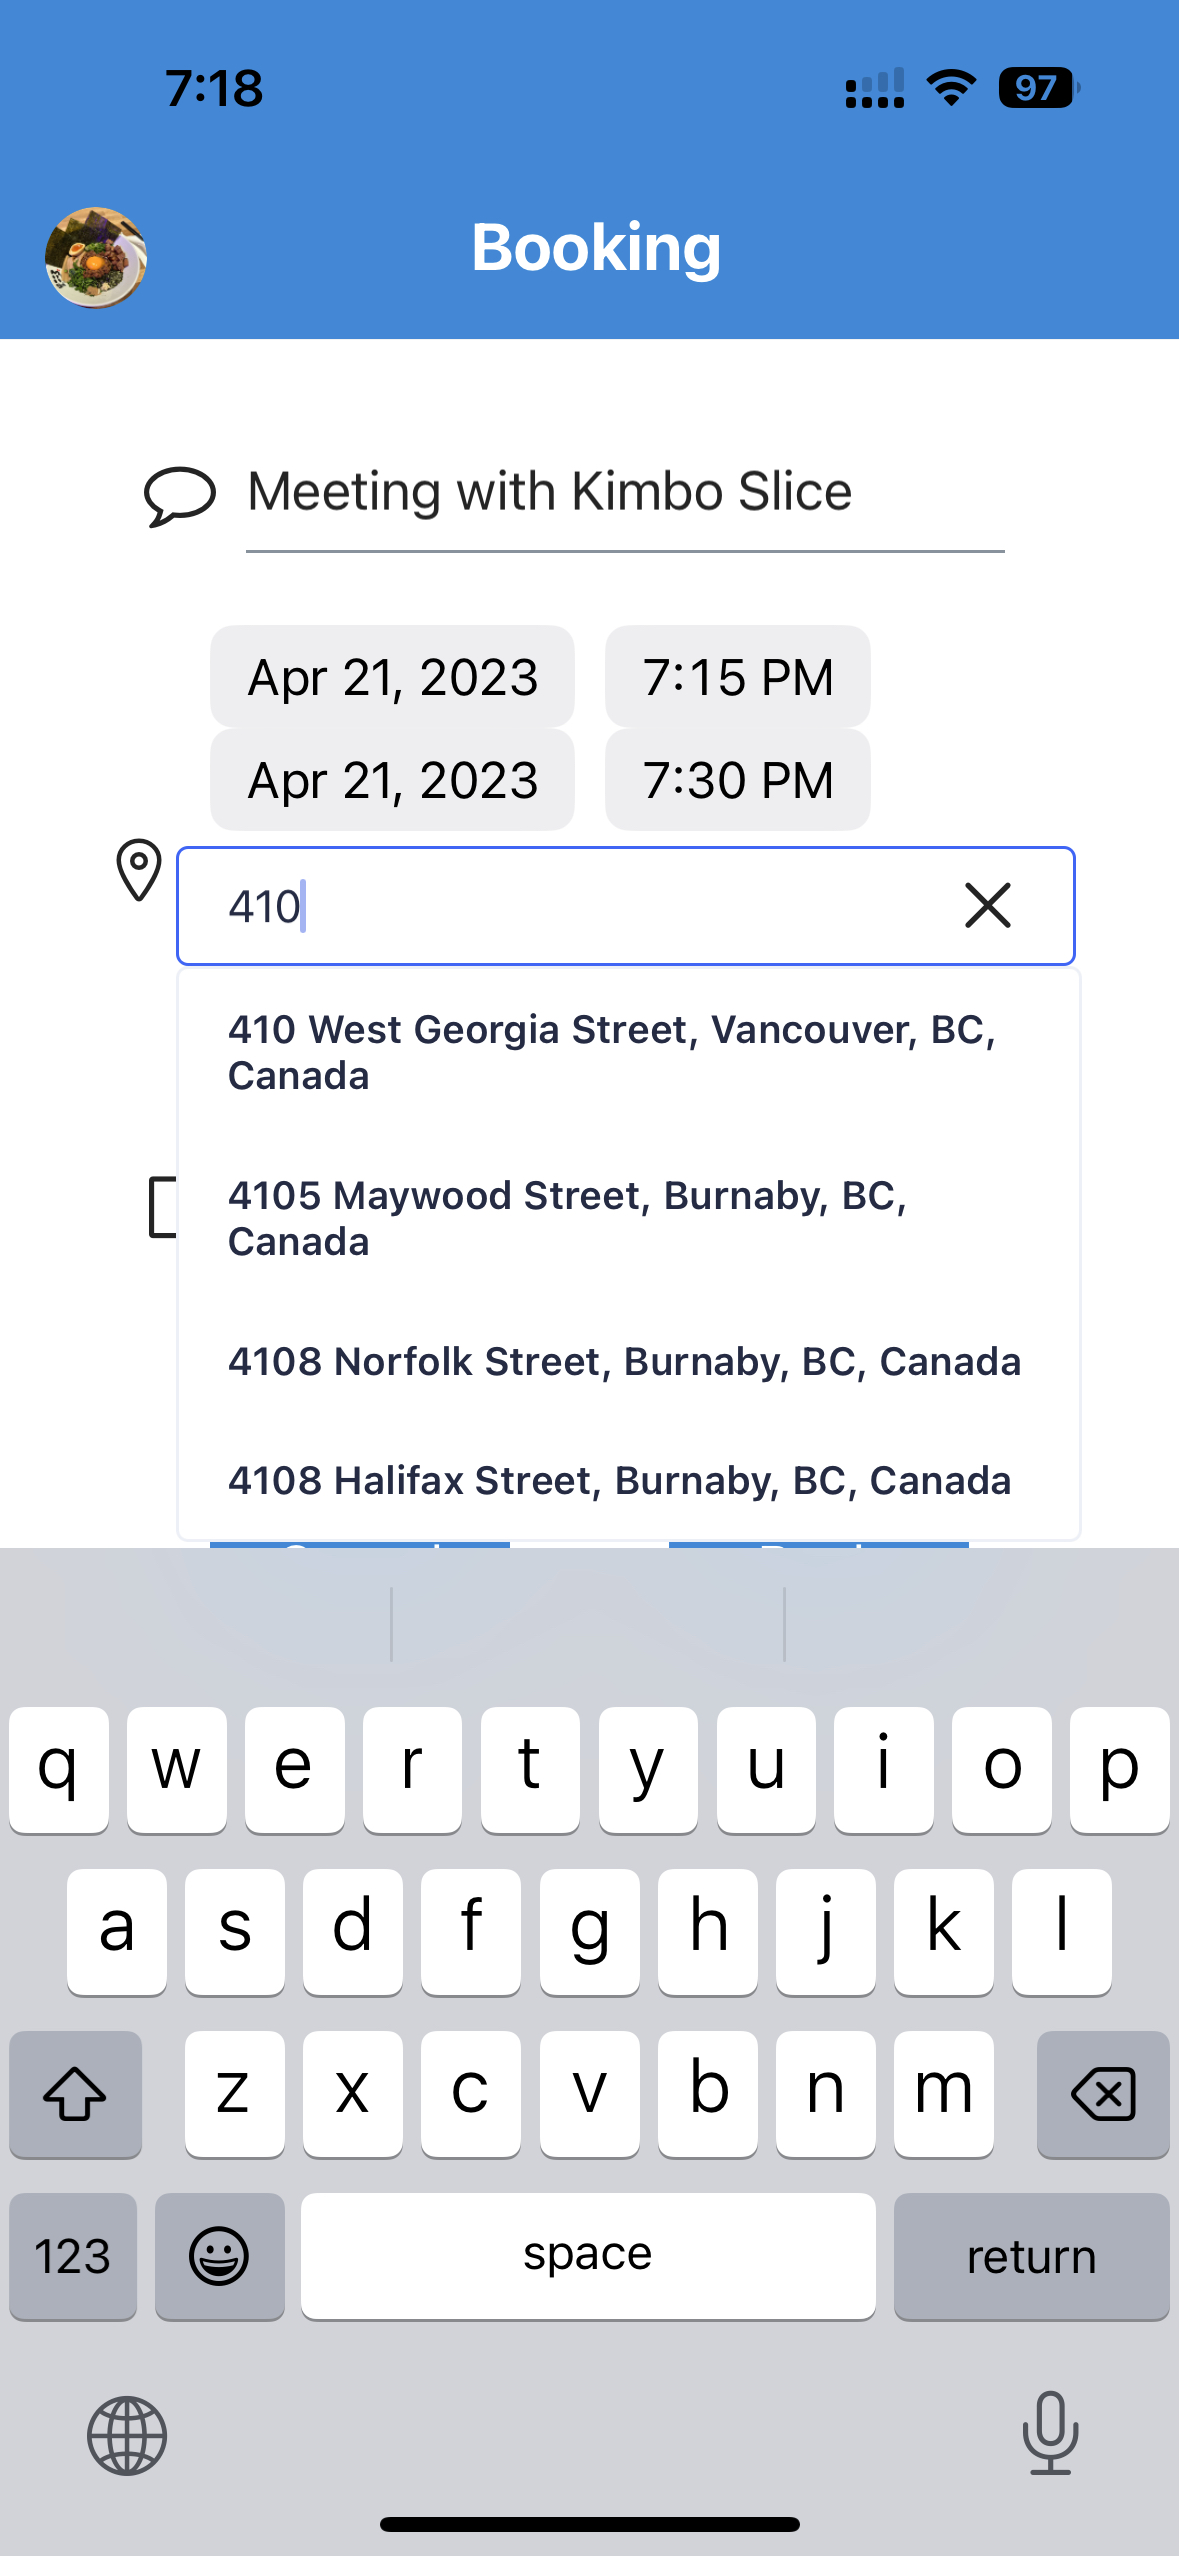 7:18
97
Booking
Meeting with Kimbo Slice
Apr 21, 2023 7:15 PM
Apr 21, 2023 7:30 PM
410
410 West Georgia Street, Vancouver, BC,
Canada
4105 Maywood Street, Burnaby, BC,
Canada
4108 Norfolk Street, Burnaby, BC, Canada
4108 Halifax Street, Burnaby, BC, Canada
q w e r t y u i o p
a s d f g h j k l
z x c v b n m
123 space return